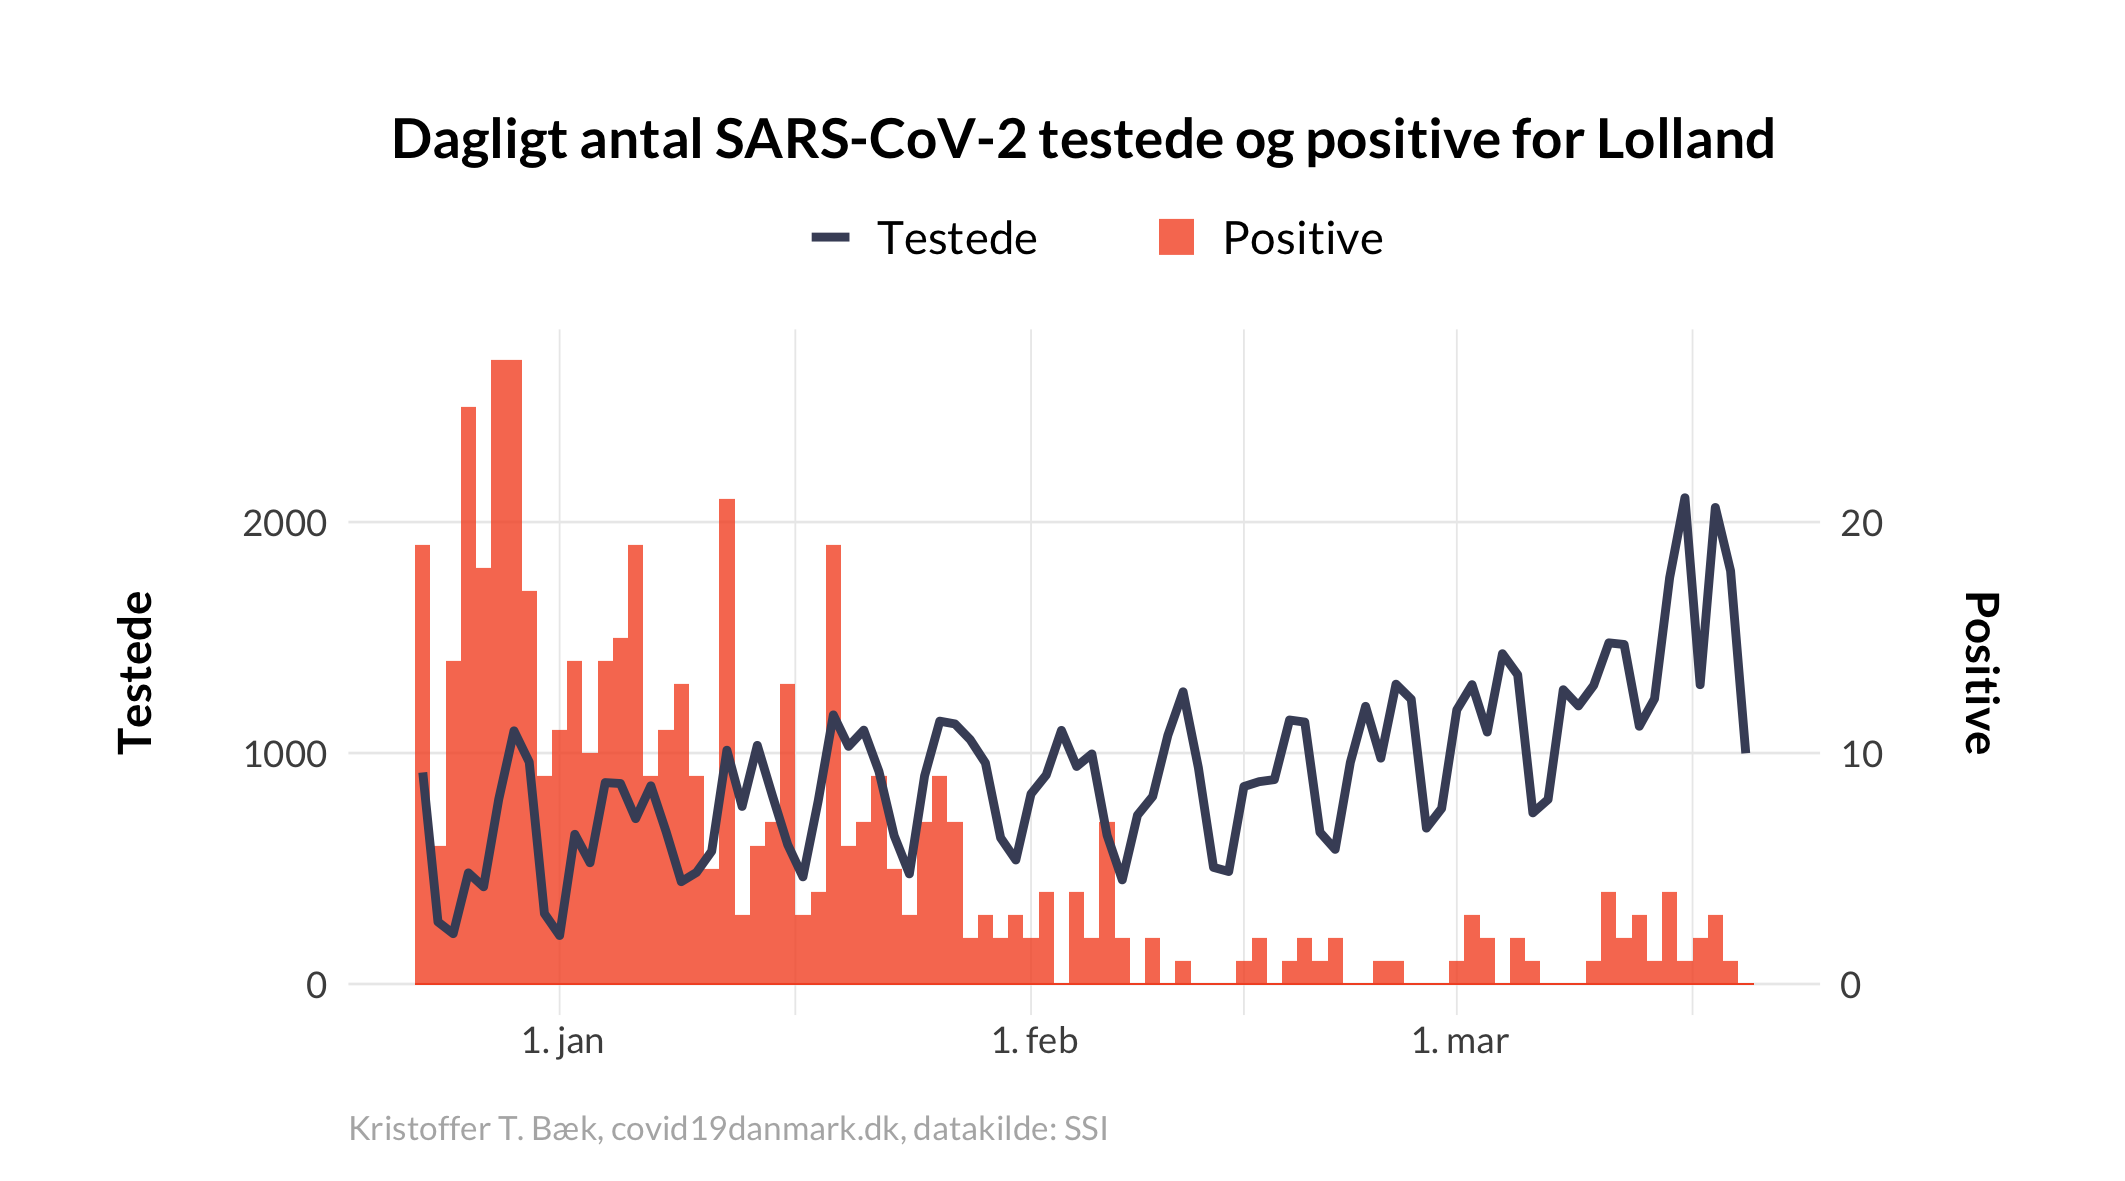 Dagligt antal SARS-CoV-2 testede og positive for Lolland
Testede Positive
2000 20
Testede
Positive
1000 10
0 0
1. jan 1. feb 1. mar
Kristoffer T. Bæk, covid19danmark.dk, datakilde: SSI